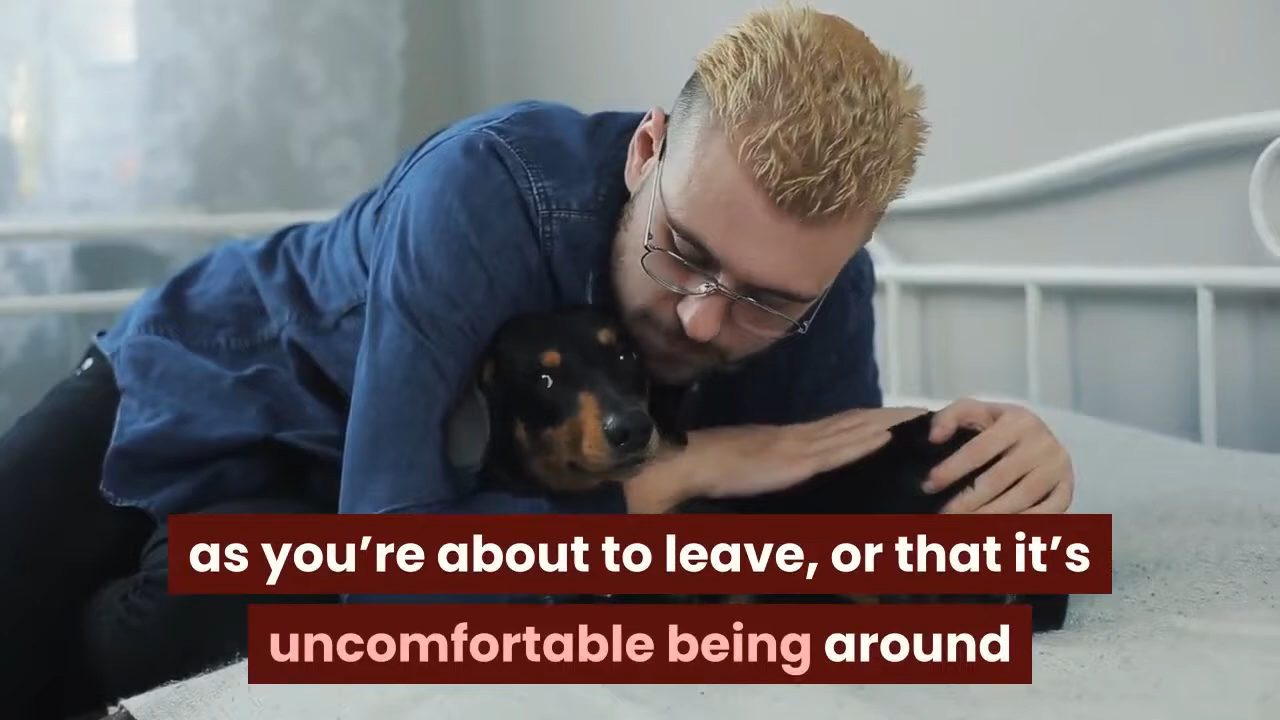 as you’re about to leave, or that it’s
uncomfortable being around